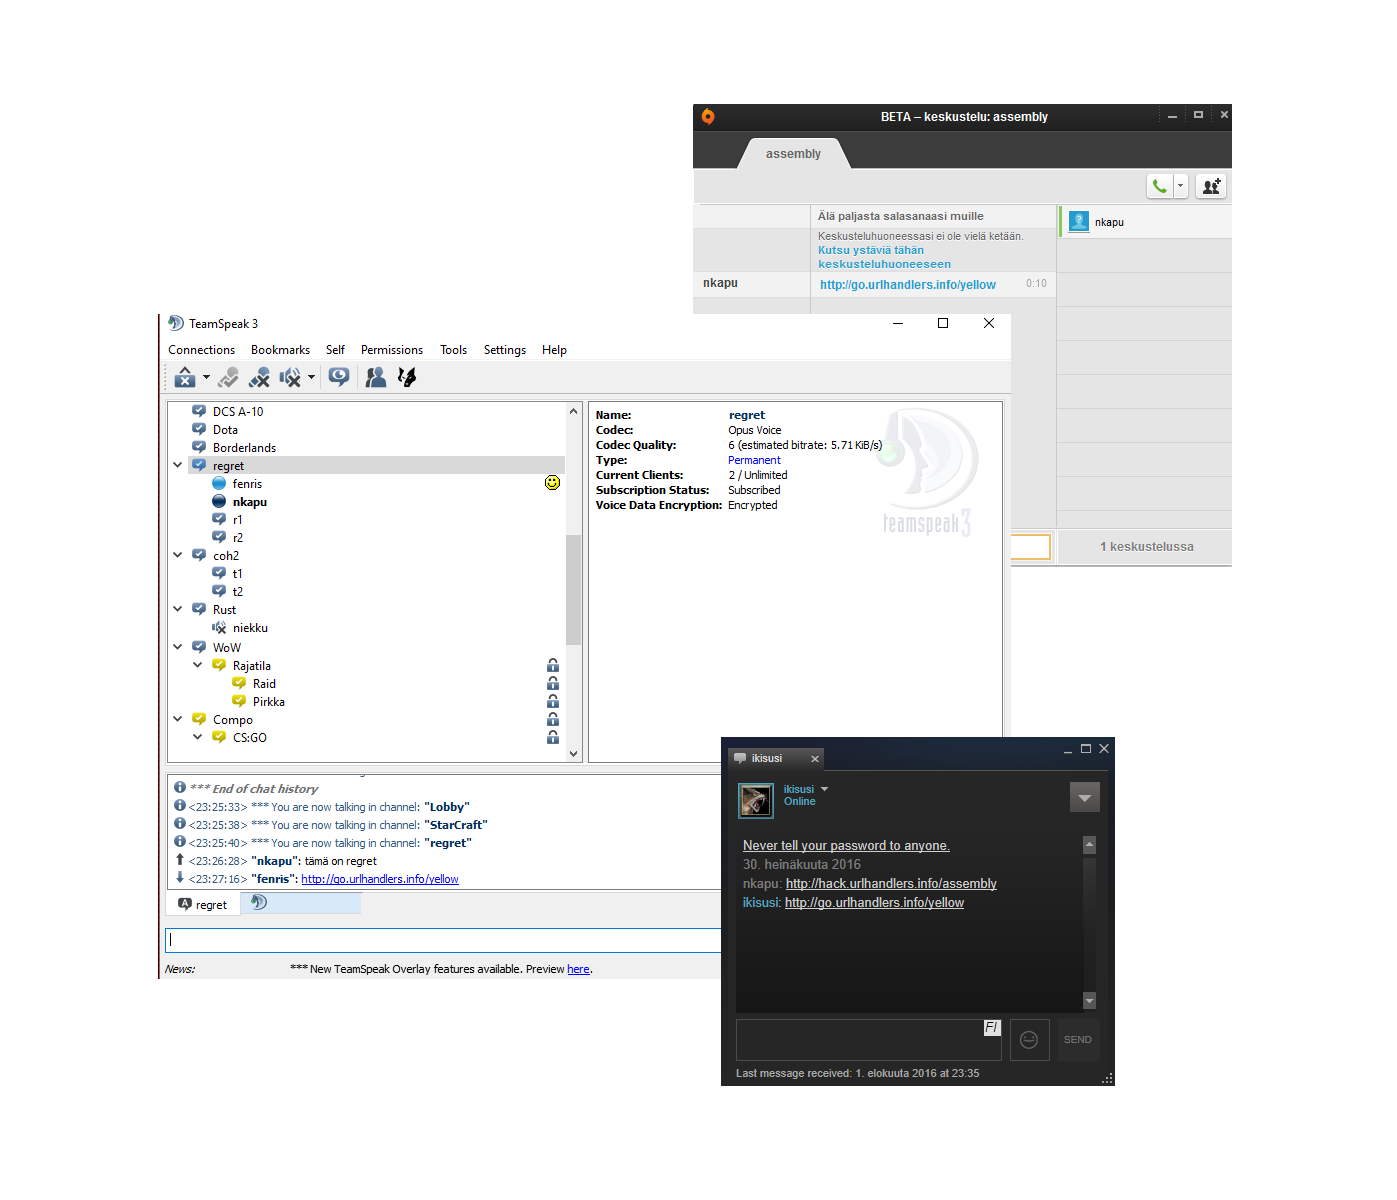 BETA – keskustelu: assembly
assembly
Älä paljasta salasanaasi muille
Keskusteluhuoneessasi ei ole vielä ketään.
Kutsu ystäviä tähän
keskusteluhuoneeseen
nkapu
http://go.urlhandlers.info/yellow
0:10
nkapu
1 keskustelussa
TeamSpeak 3
Connections Bookmarks Self Permissions Tools Settings Help
DCS A-10
Dota
Borderlands
regret
fenris
nkapu
r1
r2
coh2
t1
t2
Rust
niekku
WoW
Rajatila
Raid
Pirkka
Compo
CS:GO
Name: regret
Codec: Opus Voice
Codec Quality: 6 (estimated bitrate: 5.71 KiB/s)
Type: Permanent
Current Clients: 2 / Unlimited
Subscription Status: Subscribed
Voice Data Encryption: Encrypted
teamspeak 3
*** End of chat history
<23:25:33> *** You are now talking in channel: "Lobby"
<23:25:38> *** You are now talking in channel: "StarCraft"
<23:25:40> *** You are now talking in channel: "regret"
<23:26:28> "nkapu": tämä on regret
<23:27:16> "fenris": http://go.urlhandlers.info/yellow
regret
News: *** New TeamSpeak Overlay features available. Preview here.
ikisusi
ikisusi
Online
Never tell your password to anyone.
30. heinäkuuta 2016
nkapu: http://hack.urlhandlers.info/assembly
ikisusi: http://go.urlhandlers.info/yellow
FI
SEND
Last message received: 1. elokuuta 2016 at 23:35